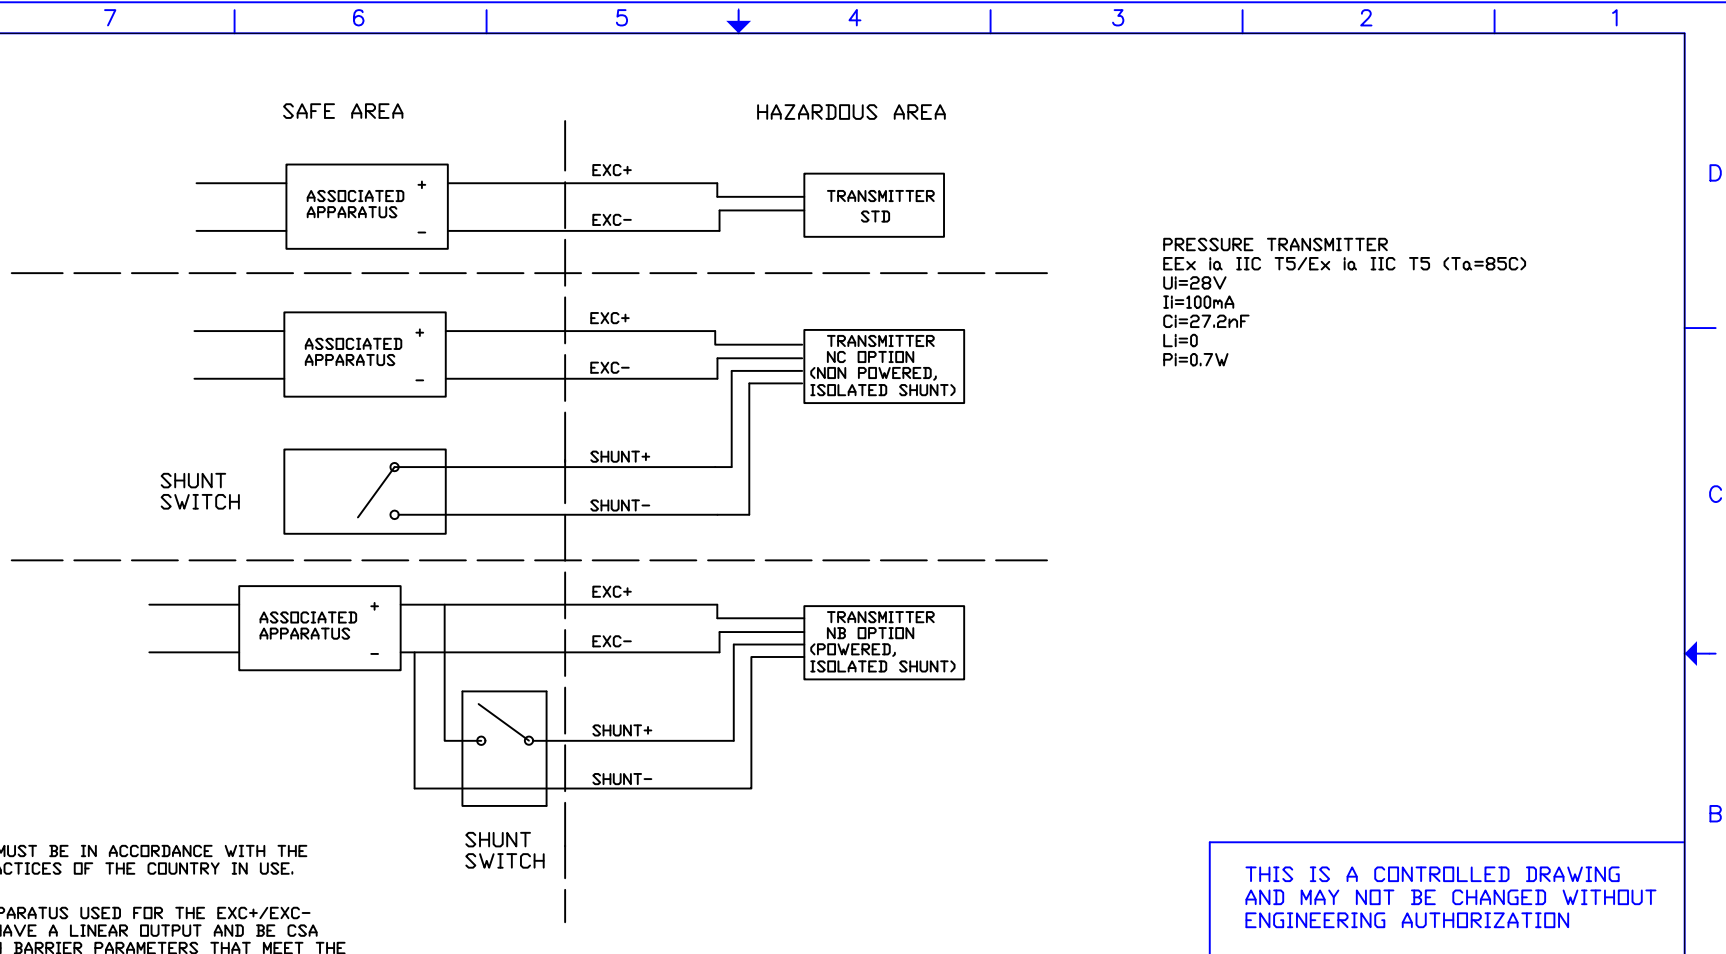 7 6 5 4 3 2 1
SAFE AREA
HAZARDOUS AREA
D
ASSOCIATED
APPARATUS
+
-
EXC+
EXC-
TRANSMITTER
STD
PRESSURE TRANSMITTER
EEx ia IIC T5/Ex ia IIC T5 (Ta=85C)
Ui=28V
Ii=100mA
Ci=27.2nF
Li=0
Pi=0.7W
ASSOCIATED
APPARATUS
+
-
EXC+
EXC-
TRANSMITTER
NC OPTION
(NON POWERED,
ISOLATED SHUNT)
SHUNT
SWITCH
SHUNT+
SHUNT-
C
ASSOCIATED
APPARATUS
+
-
EXC+
EXC-
TRANSMITTER
NB OPTION
(POWERED,
ISOLATED SHUNT)
SHUNT+
SHUNT-
SHUNT
SWITCH
B
MUST BE IN ACCORDANCE WITH THE
ACTICES OF THE COUNTRY IN USE.
PARATUS USED FOR THE EXC+/EXC-
HAVE A LINEAR OUTPUT AND BE CSA
BARRIER PARAMETERS THAT MEET THE
THIS IS A CONTROLLED DRAWING
AND MAY NOT BE CHANGED WITHOUT
ENGINEERING AUTHORIZATION